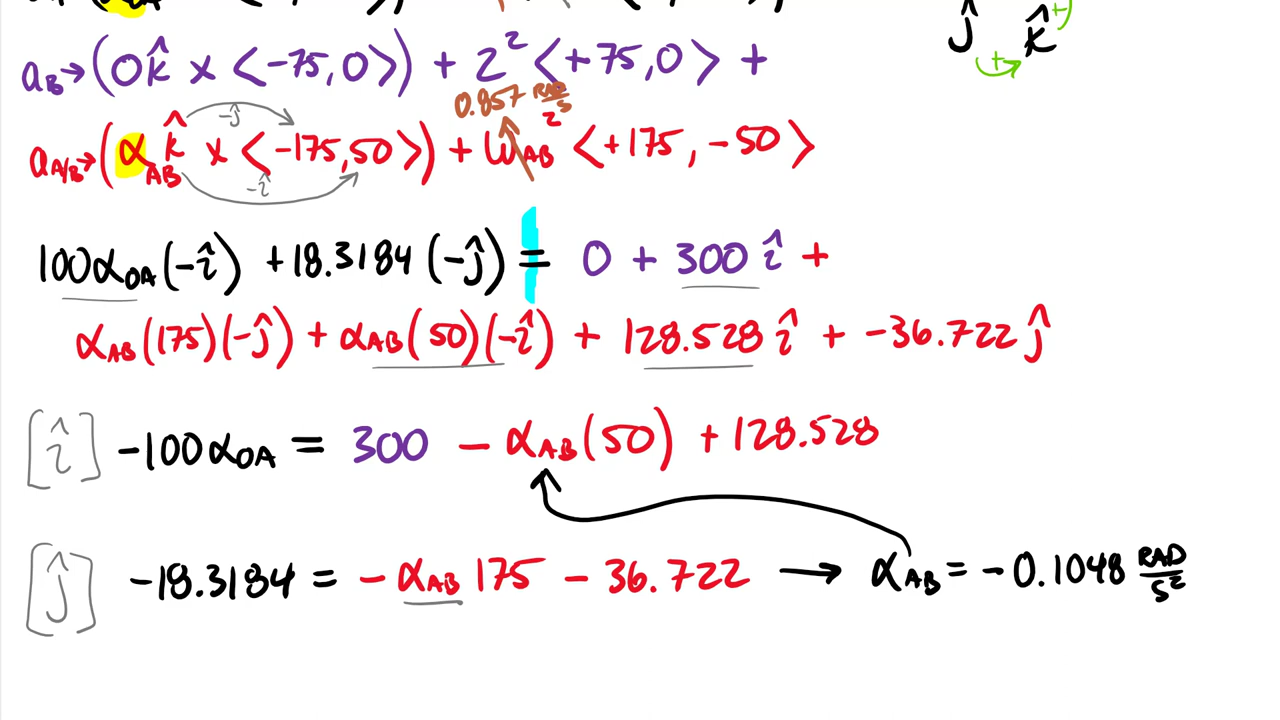 ĵ k̂ +
+
a_B→(0k̂ x <-75,0>) + 2² <+75,0> +
0.857 RAD/S
-ĵ
a_A/B→(α_AB k̂ x <-175,50>) + ω_AB² <+175,-50>
-î
100α_OA(-î) +18.3184(-ĵ) = 0 + 300 î +
α_AB(175)(-ĵ) + α_AB(50)(-î) + 128.528 î + -36.722 ĵ
[î] -100α_OA = 300 - α_AB(50) + 128.528
[ĵ] -18.3184 = - α_AB 175 - 36.722 → α_AB = -0.1048 RAD/S²